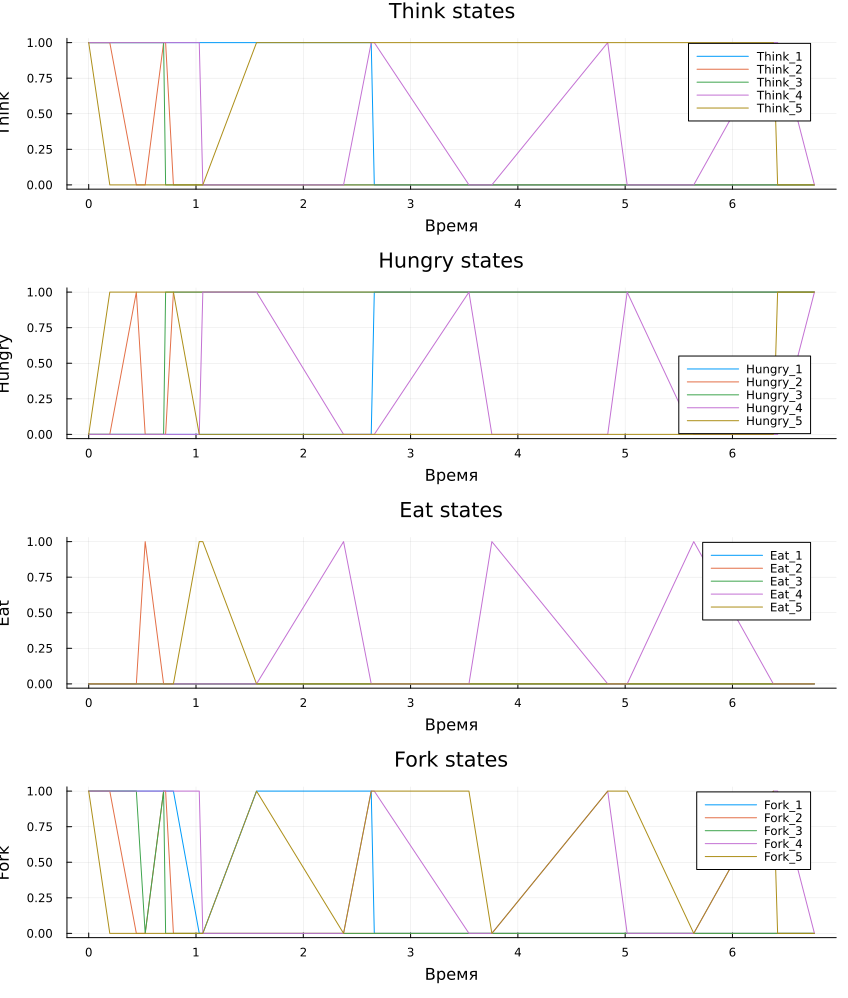 Think states
Think
1.00
0.75
0.50
0.25
0.00
0 1 2 3 4 5 6
Время
Think_1
Think_2
Think_3
Think_4
Think_5
Hungry states
Hungry
1.00
0.75
0.50
0.25
0.00
0 1 2 3 4 5 6
Время
Hungry_1
Hungry_2
Hungry_3
Hungry_4
Hungry_5
Eat states
Eat
1.00
0.75
0.50
0.25
0.00
0 1 2 3 4 5 6
Время
Eat_1
Eat_2
Eat_3
Eat_4
Eat_5
Fork states
Fork
1.00
0.75
0.50
0.25
0.00
0 1 2 3 4 5 6
Время
Fork_1
Fork_2
Fork_3
Fork_4
Fork_5